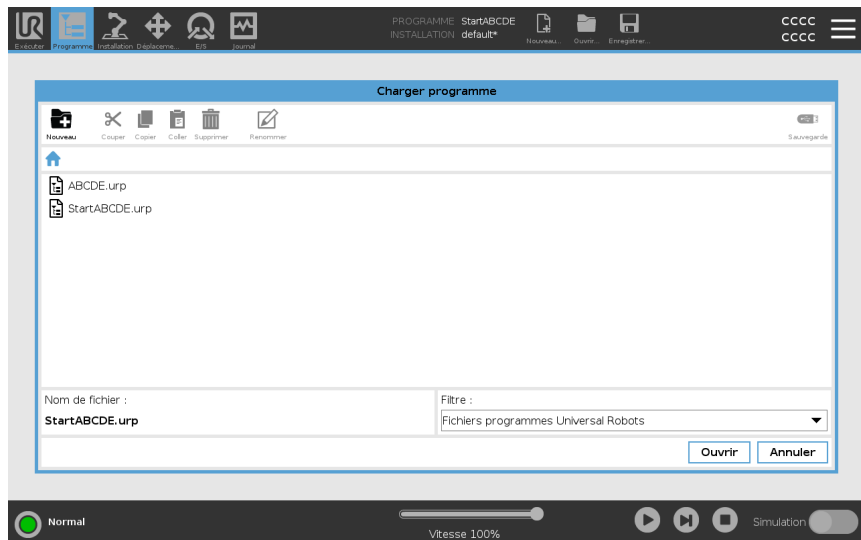 UR
PROGRAMME StartABCDE
INSTALLATION default*
Exécuter Programme Installation Déplaceme... E/S Journal
Nouveau... Ouvrir... Enregistrer...
CCCC
CCCC
Charger programme
Nouveau Couper Copier Coller Supprimer Renommer Sauvegarde
ABCDE.urp
StartABCDE.urp
Nom de fichier :
StartABCDE.urp
Filtre :
Fichiers programmes Universal Robots
Ouvrir Annuler
Normal
Vitesse 100%
Simulation